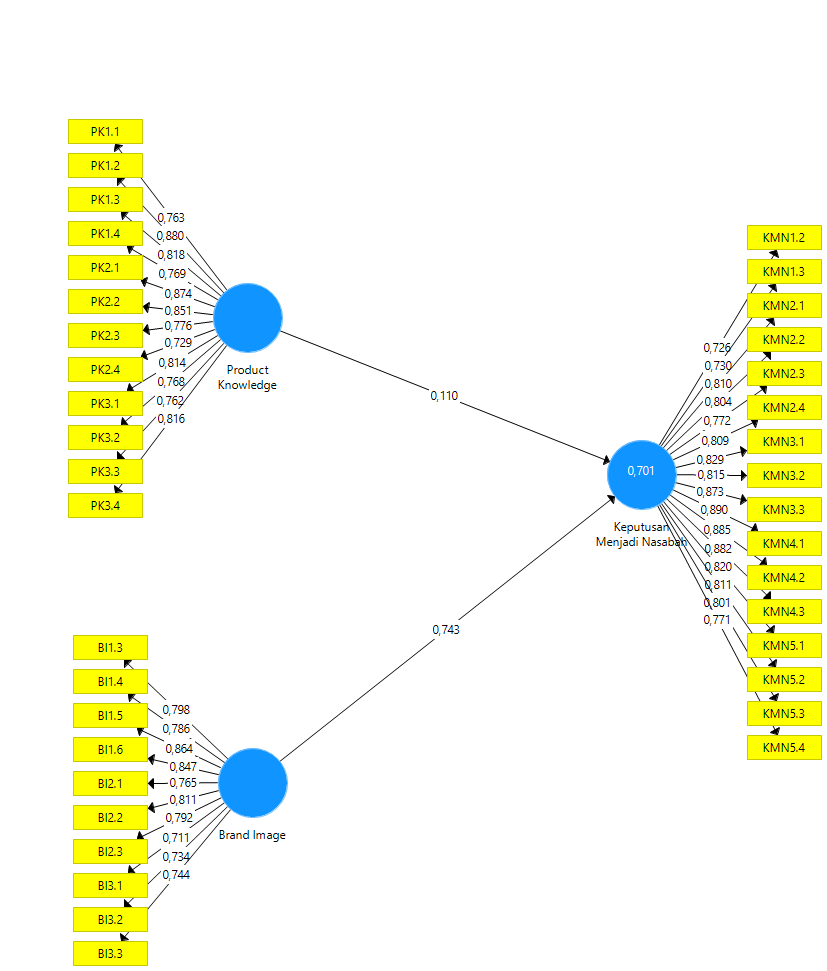 PK1.1
PK1.2
PK1.3
PK1.4
PK2.1
PK2.2
PK2.3
PK2.4
PK3.1
PK3.2
PK3.3
PK3.4
0,763
0,880
0,818
0,769
0,874
0,851
0,776
0,729
0,814
0,768
0,762
0,816
Product
Knowledge
0,110
BI1.3
BI1.4
BI1.5
BI1.6
BI2.1
BI2.2
BI2.3
BI3.1
BI3.2
BI3.3
0,798
0,786
0,864
0,847
0,765
0,811
0,792
0,711
0,734
0,744
Brand Image
0,743
0,701
Keputusan
Menjadi Nasabah
0,726
0,730
0,810
0,804
0,772
0,809
0,829
0,815
0,873
0,890
0,885
0,882
0,820
0,811
0,801
0,771
KMN1.2
KMN1.3
KMN2.1
KMN2.2
KMN2.3
KMN2.4
KMN3.1
KMN3.2
KMN3.3
KMN4.1
KMN4.2
KMN4.3
KMN5.1
KMN5.2
KMN5.3
KMN5.4